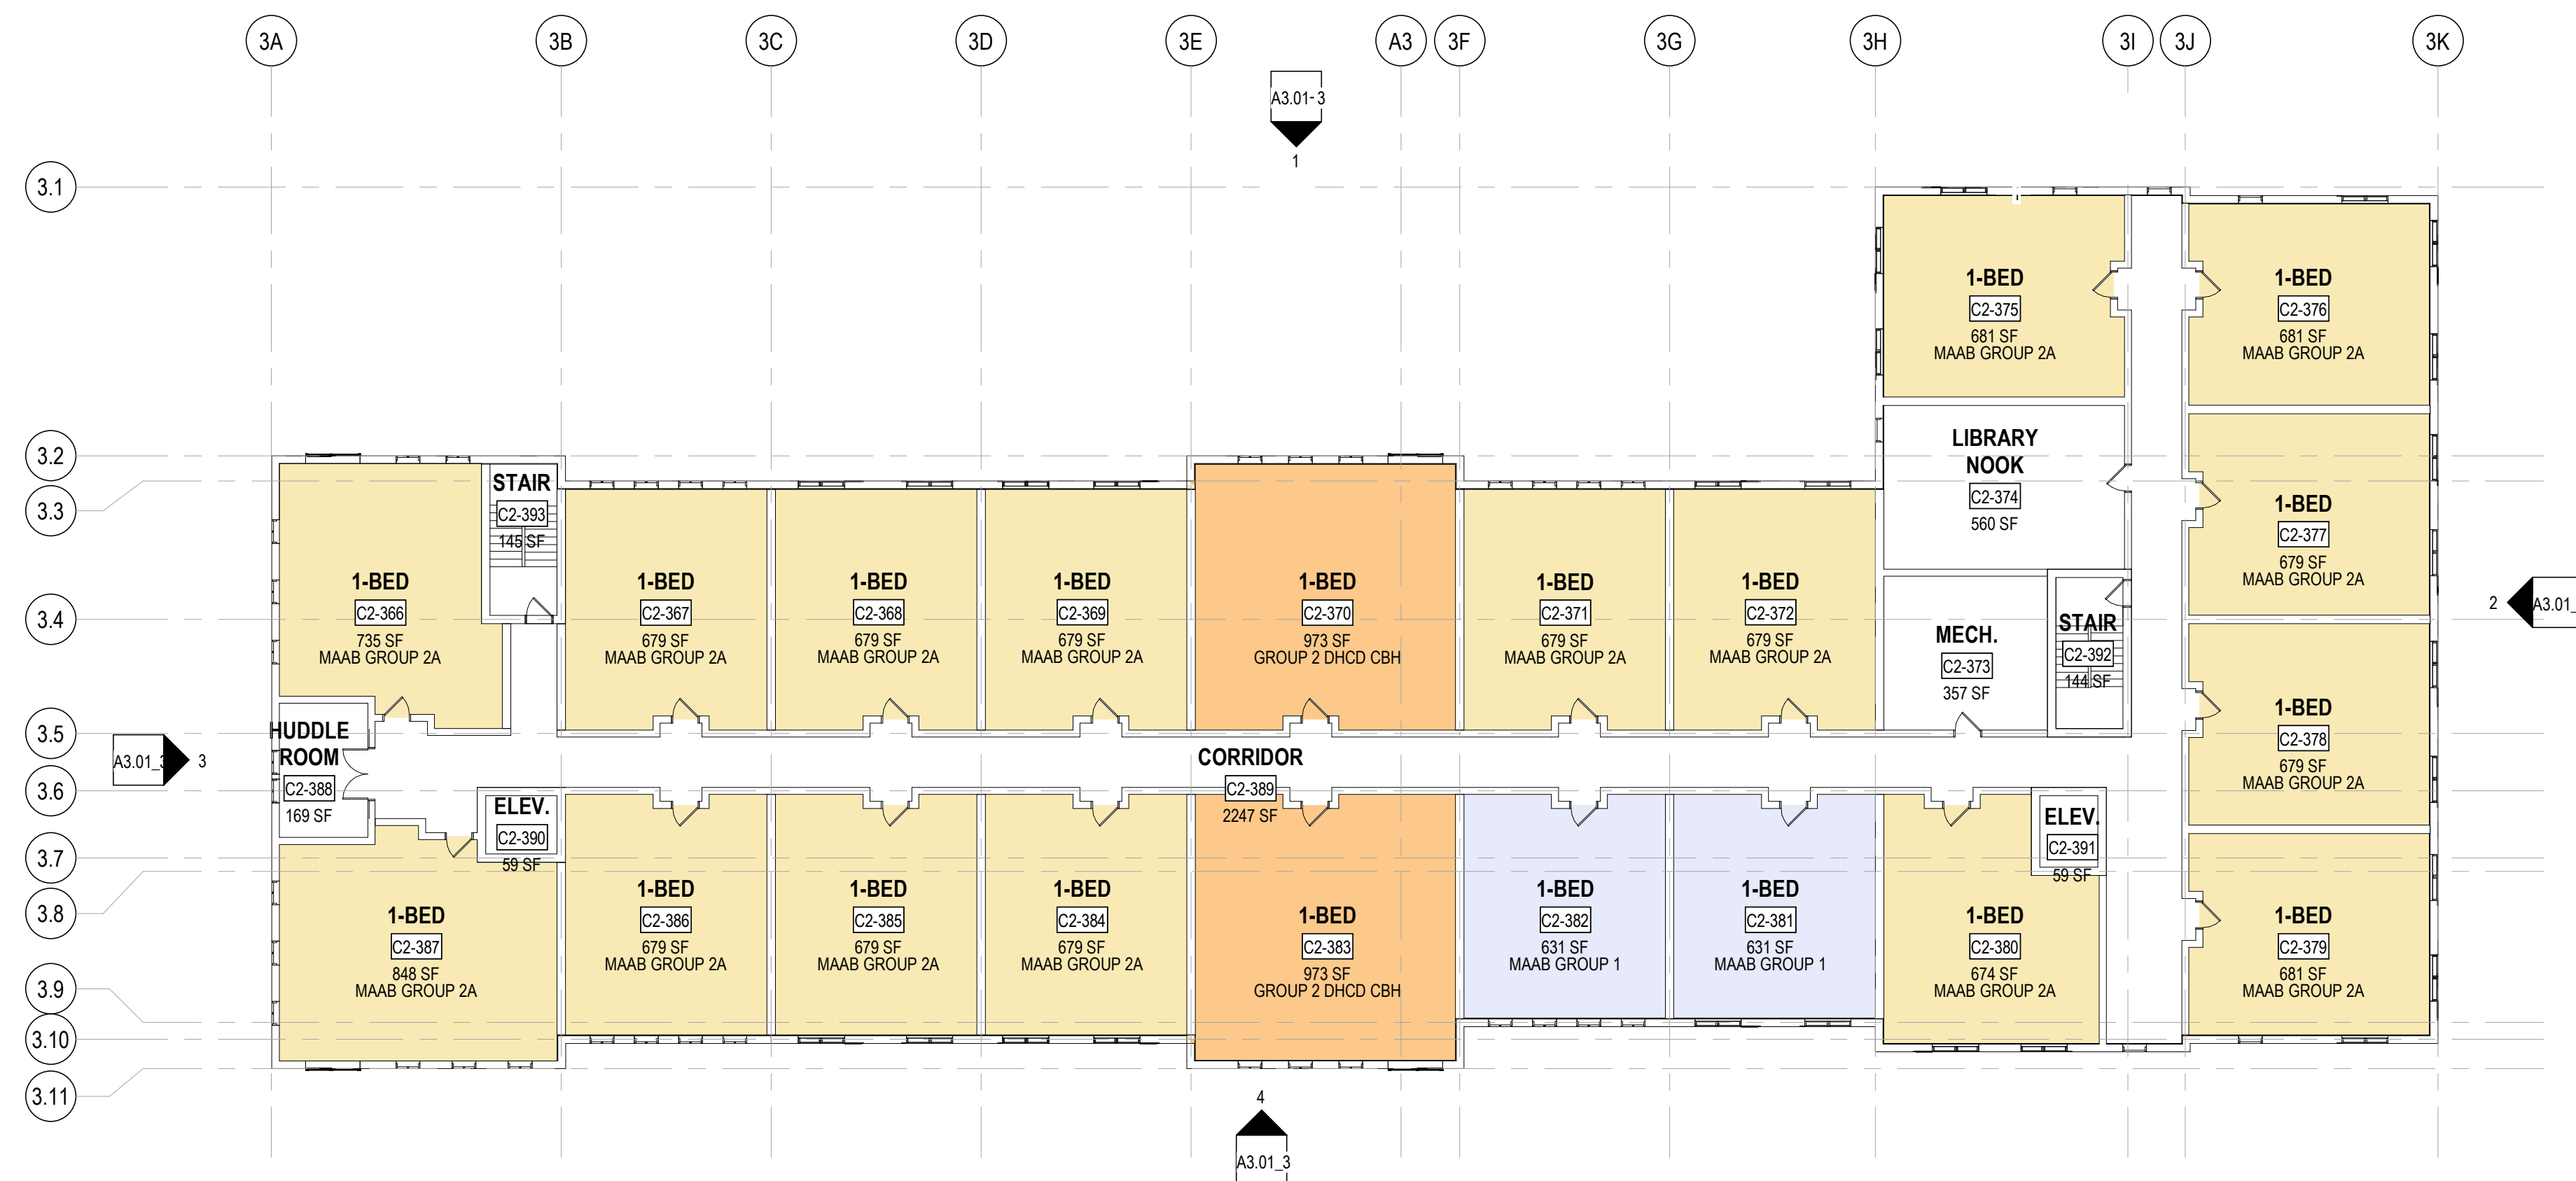 3A
3B
3C
3D
3E
A3
3F
3G
3H
3I
3J
3K
A3.01-3
1
3.1
3.2
3.3
3.4
3.5
3.6
3.7
3.8
3.9
3.10
3.11
1-BED
C2-375
681 SF
MAAB GROUP 2A
1-BED
C2-376
681 SF
MAAB GROUP 2A
LIBRARY
NOOK
C2-374
560 SF
1-BED
C2-377
679 SF
MAAB GROUP 2A
STAIR
C2-393
145 SF
1-BED
C2-366
735 SF
MAAB GROUP 2A
1-BED
C2-367
679 SF
MAAB GROUP 2A
1-BED
C2-368
679 SF
MAAB GROUP 2A
1-BED
C2-369
679 SF
MAAB GROUP 2A
1-BED
C2-370
973 SF
GROUP 2 DHCD CBH
1-BED
C2-371
679 SF
MAAB GROUP 2A
1-BED
C2-372
679 SF
MAAB GROUP 2A
MECH.
C2-373
357 SF
STAIR
C2-392
144 SF
2
A3.01_
1-BED
C2-378
679 SF
MAAB GROUP 2A
HUDDLE
ROOM
C2-388
169 SF
A3.01_3
3
CORRIDOR
C2-389
2247 SF
ELEV.
C2-390
59 SF
ELEV.
C2-391
59 SF
1-BED
C2-387
848 SF
MAAB GROUP 2A
1-BED
C2-386
679 SF
MAAB GROUP 2A
1-BED
C2-385
679 SF
MAAB GROUP 2A
1-BED
C2-384
679 SF
MAAB GROUP 2A
1-BED
C2-383
973 SF
GROUP 2 DHCD CBH
1-BED
C2-382
631 SF
MAAB GROUP 1
1-BED
C2-381
631 SF
MAAB GROUP 1
1-BED
C2-380
674 SF
MAAB GROUP 2A
1-BED
C2-379
681 SF
MAAB GROUP 2A
4
A3.01_3